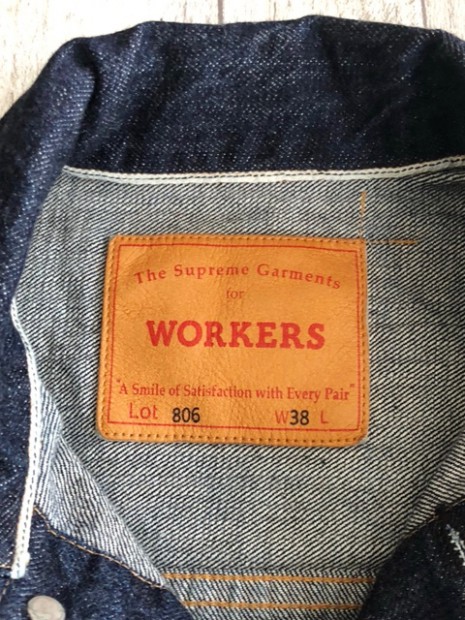 The Supreme Garments
for
WORKERS
"A Smile of Satisfaction with Every Pair"
Lot 806 W38 L